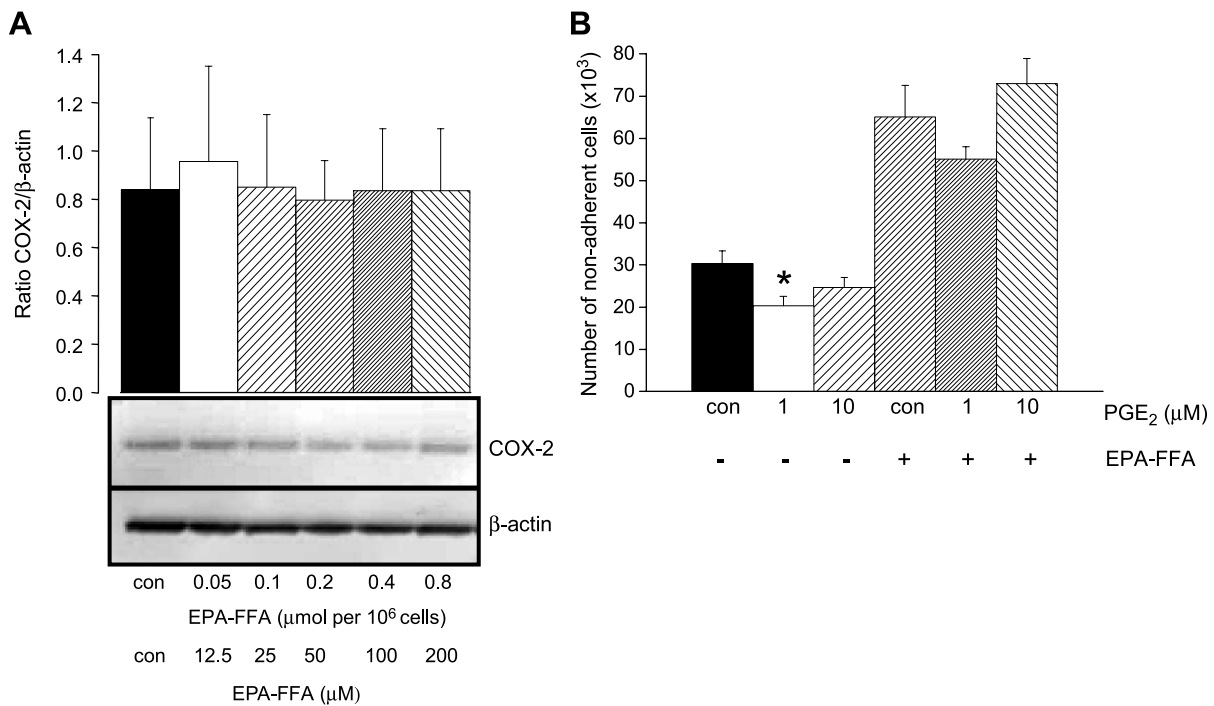 A
Ratio COX-2/β-actin
1.4
1.2
1.0
0.8
0.6
0.4
0.2
0.0
COX-2
β-actin
con 0.05 0.1 0.2 0.4 0.8
EPA-FFA (μmol per 10⁶ cells)
con 12.5 25 50 100 200
EPA-FFA (μM)
B
Number of non-adherent cells (x10³)
80
70
60
50
40
30
20
10
0
*
con 1 10 con 1 10 PGE₂ (μM)
- - - + + + EPA-FFA